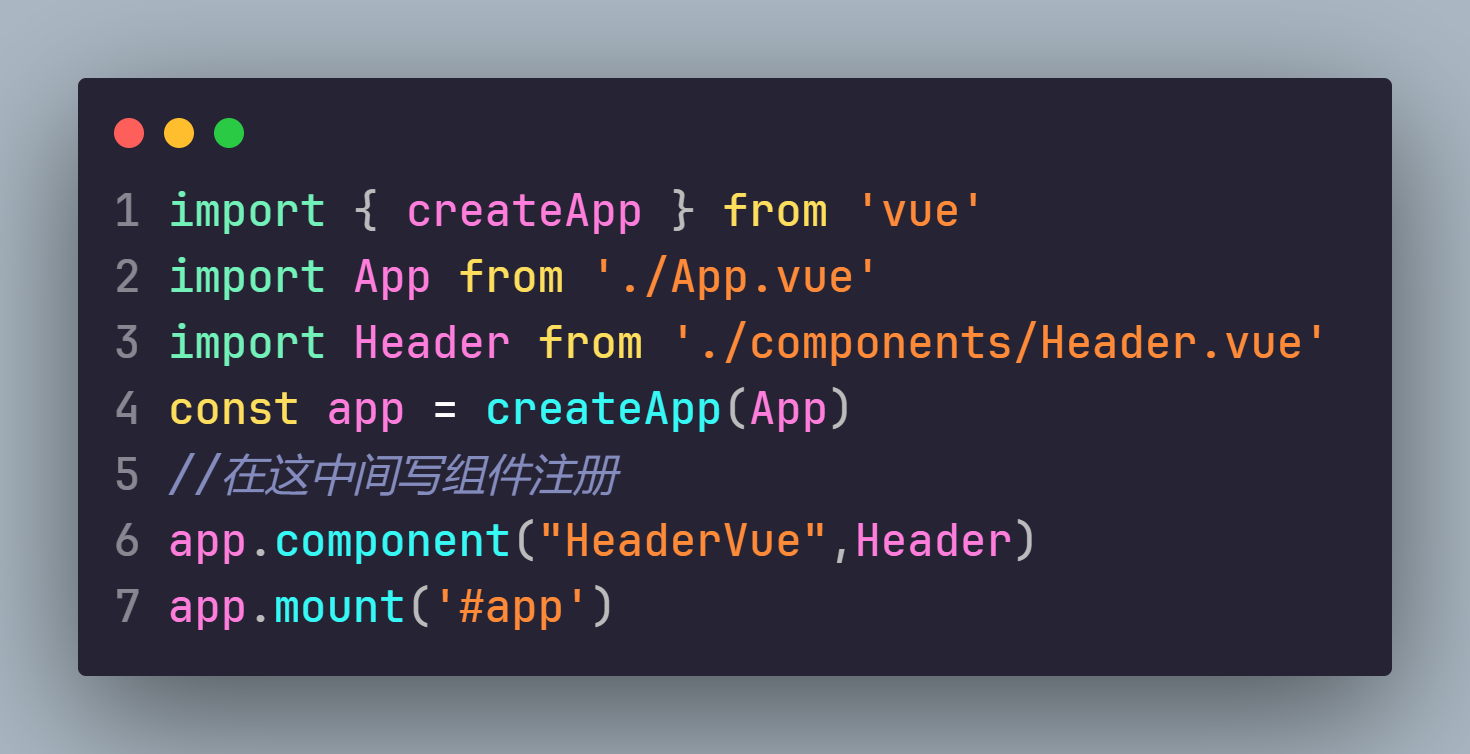 1 import { createApp } from 'vue'
2 import App from './App.vue'
3 import Header from './components/Header.vue'
4 const app = createApp(App)
5 //在这中间写组件注册
6 app.component("HeaderVue",Header)
7 app.mount('#app')